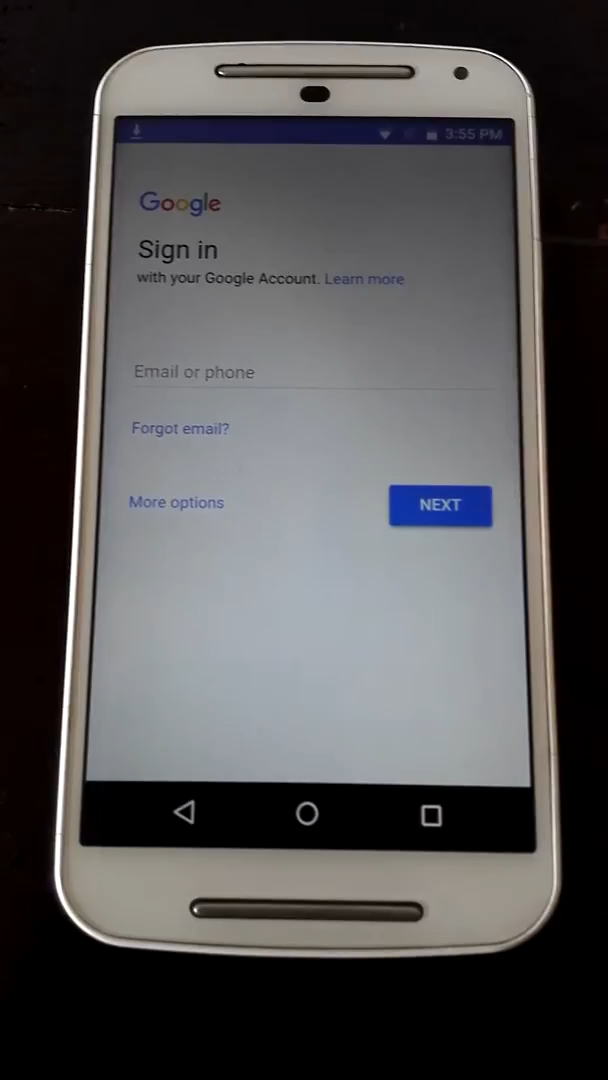 3:55 PM
Google
Sign in
with your Google Account. Learn more
Email or phone
Forgot email?
More options
NEXT